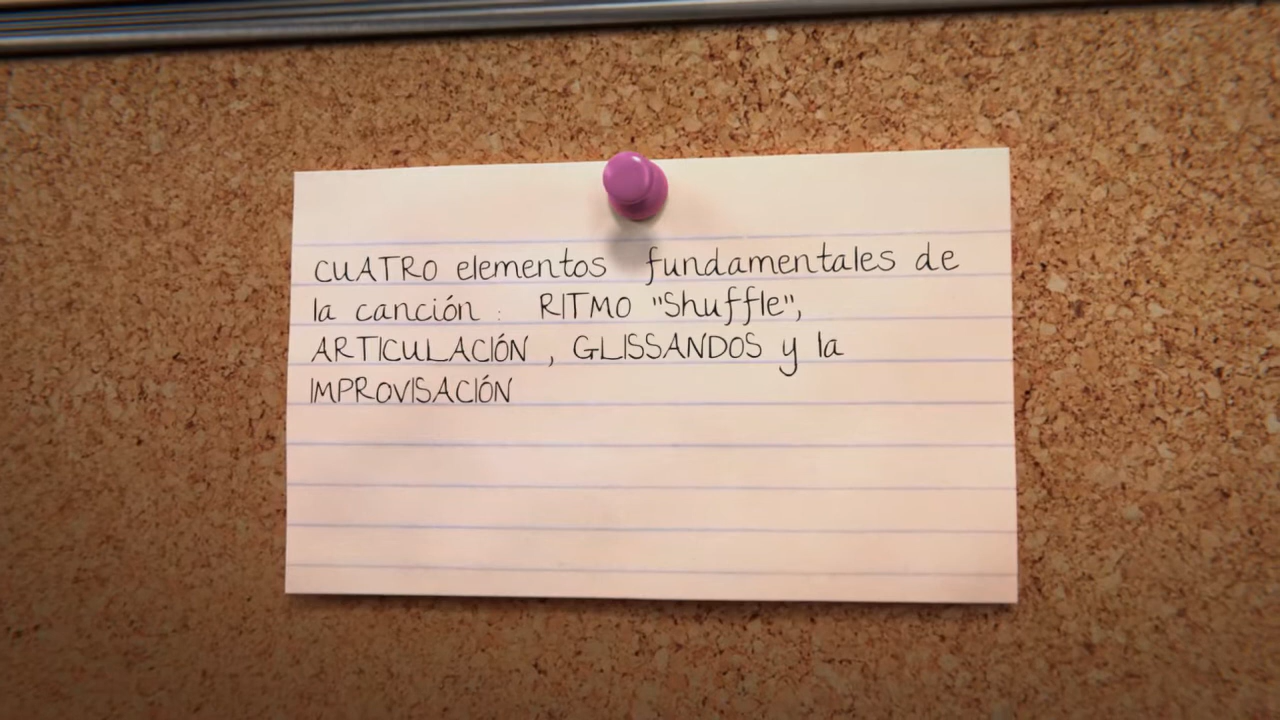 CUATRO elementos fundamentales de
la canción : RITMO "Shuffle",
ARTICULACIÓN , GLISSANDOS y la
IMPROVISACIÓN